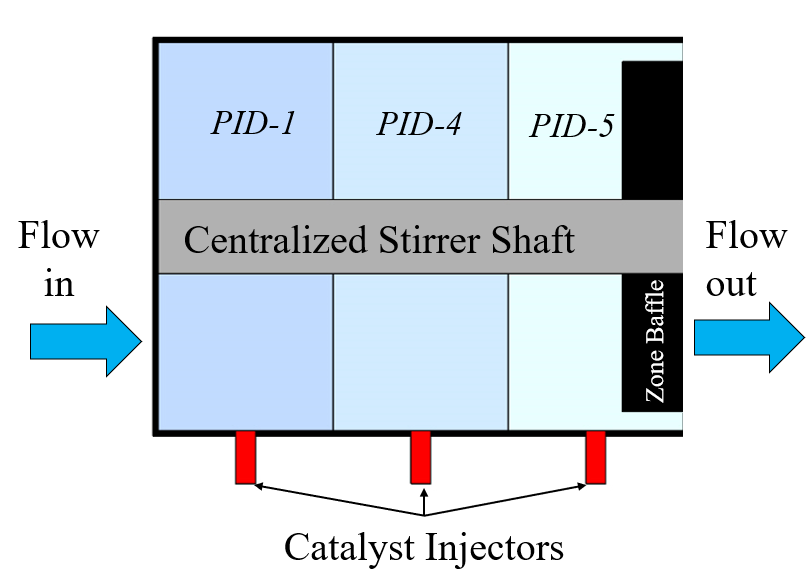 PID-1
PID-4
PID-5
Flow
in
Centralized Stirrer Shaft
Flow
out
Zone Baffle
Catalyst Injectors